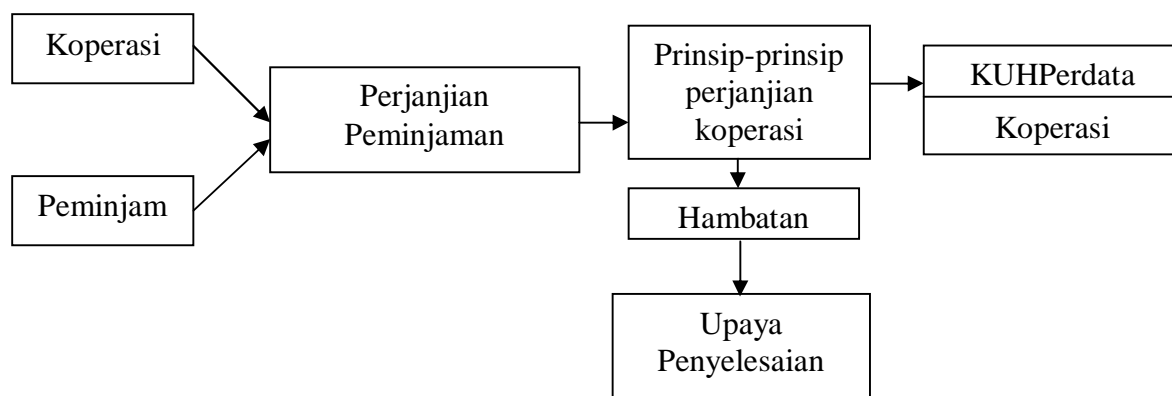 Koperasi
Peminjam
Perjanjian
Peminjaman
Prinsip-prinsip
perjanjian
koperasi
KUHPerdata
Koperasi
Hambatan
Upaya
Penyelesaian